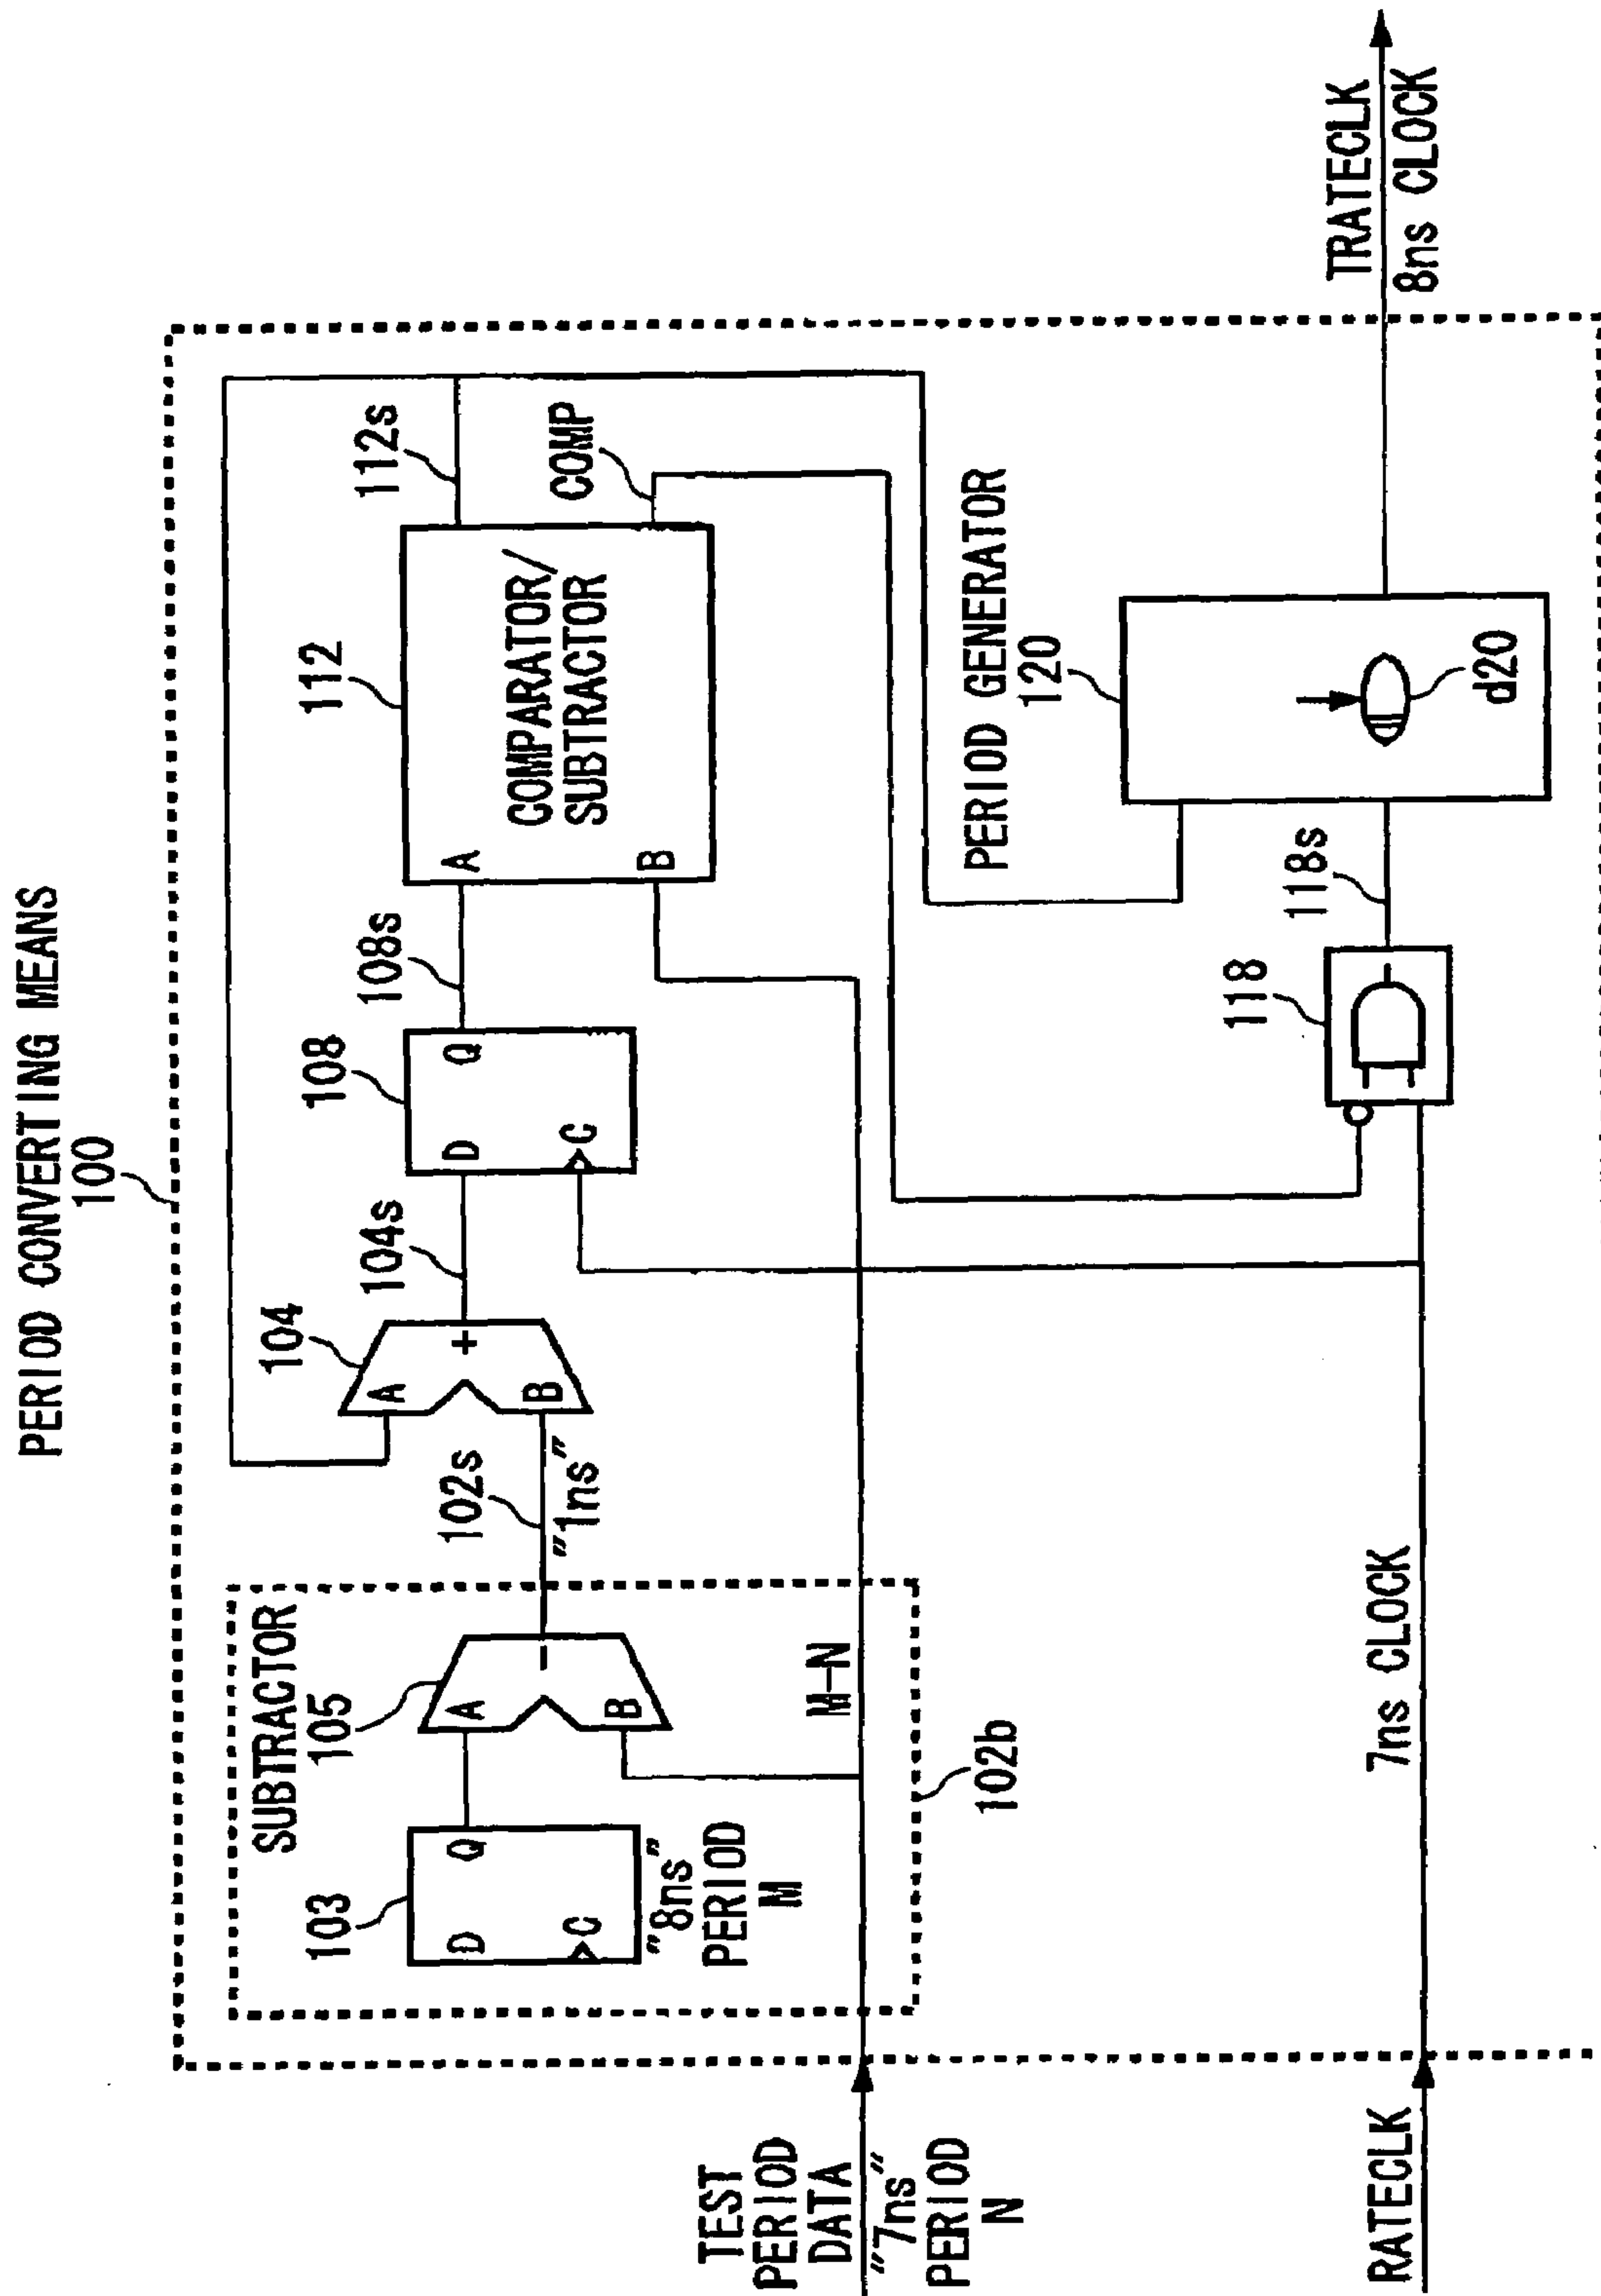 PERIOD CONVERTING MEANS
100
SUBTRACTOR
105
103
D
Q
C
"8ns"
PERIOD
M
A
B
−
M-N
102b
102s
"1ns"
104
A
B
+
104s
108
D
Q
C
108s
112
A
B
COMPARATOR/
SUBTRACTOR
112s
COMP
PERIOD GENERATOR
120
d20
118
118s
TEST
PERIOD
DATA
"7ns"
PERIOD
N
RATECLK
7ns CLOCK
TRATECLK
8ns CLOCK